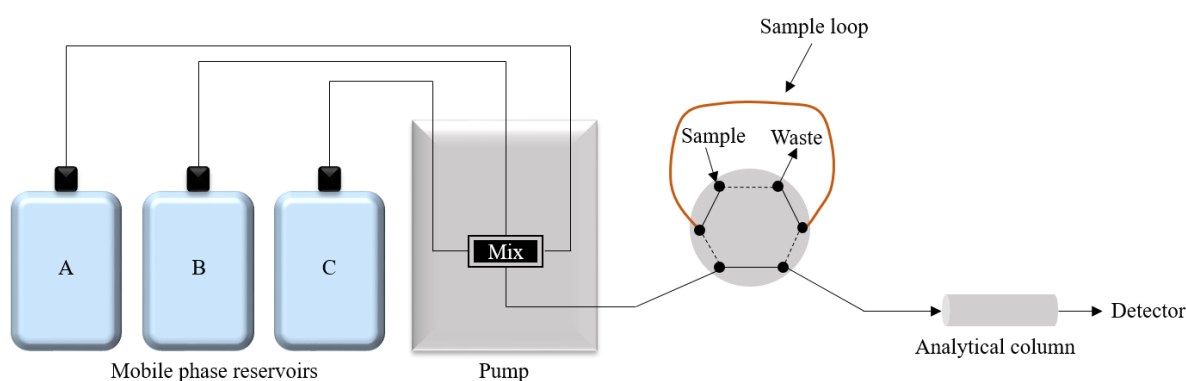 Sample loop
Sample
Waste
A
B
C
Mix
Detector
Analytical column
Mobile phase reservoirs
Pump